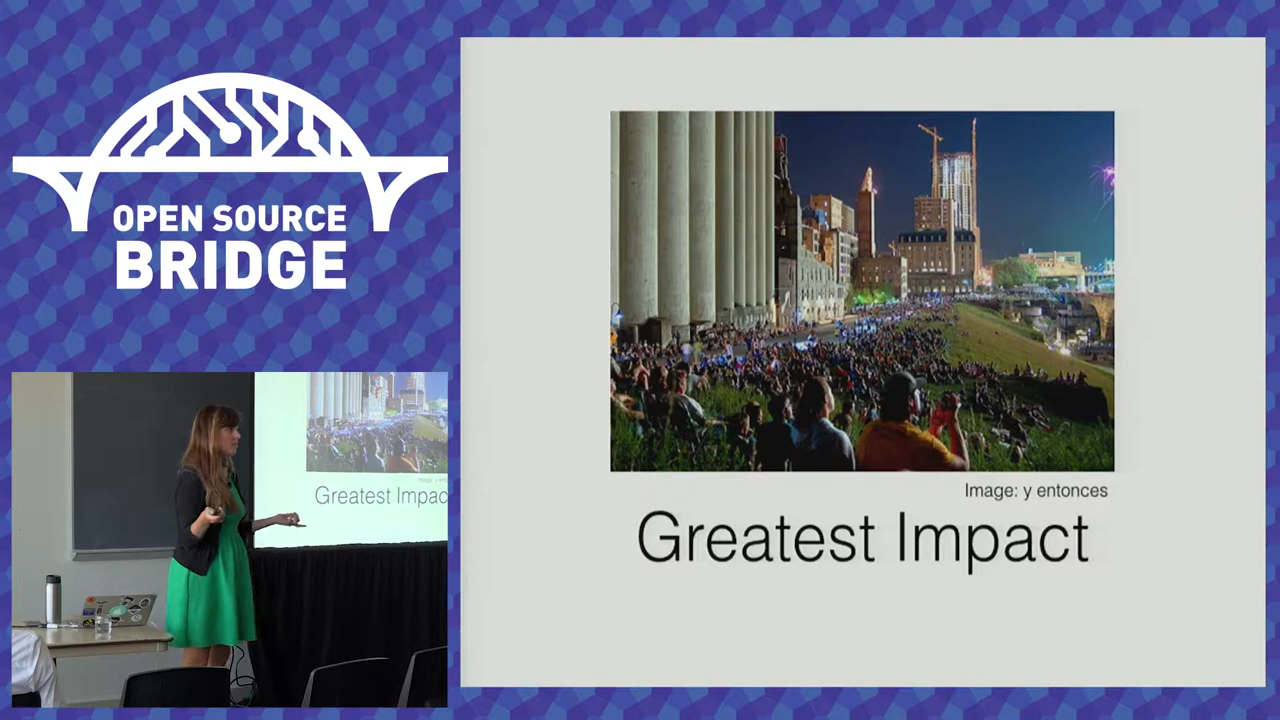 OPEN SOURCE
BRIDGE
Image: y entonces
Greatest Impact
Greatest Impac